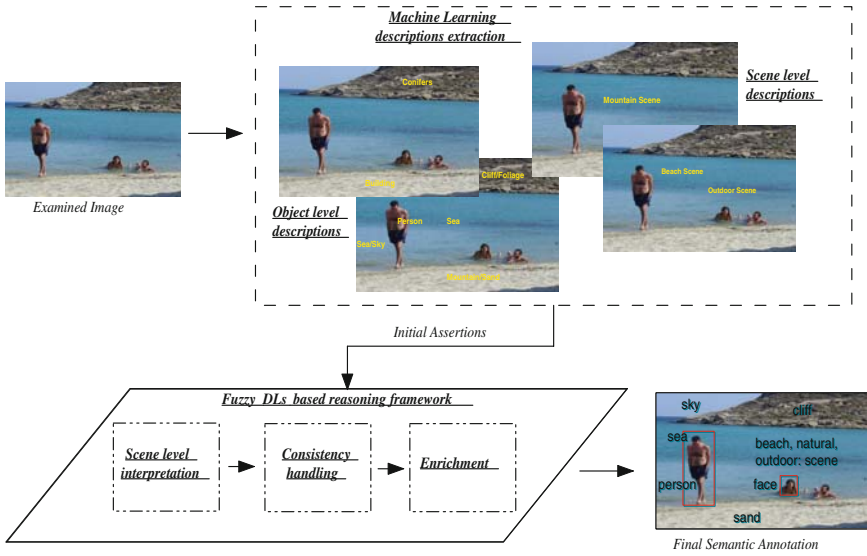 Machine Learning
descriptions extraction
Conifers
Mountain Scene
Scene level
descriptions
Beach Scene
Outdoor Scene
Examined Image
Cliff/Foliage
Object level
descriptions
Person
Sea
Sea/Sky
Initial Assertions
Fuzzy DLs based reasoning framework
Scene level
interpretation
Consistency
handling
Enrichment
sky
cliff
sea
beach, natural,
outdoor: scene
person
face
sand
Final Semantic Annotation